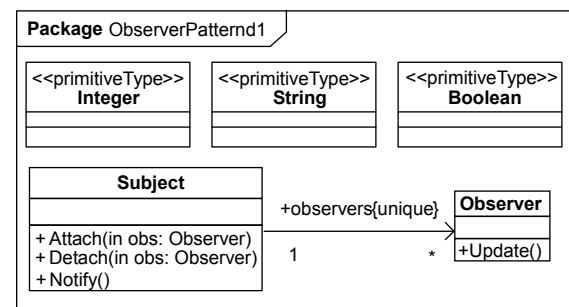 Package ObserverPatternd1
<<primitiveType>>
Integer
<<primitiveType>>
String
<<primitiveType>>
Boolean
Subject
+ Attach(in obs: Observer)
+ Detach(in obs: Observer)
+ Notify()
+observers{unique}
1
*
Observer
+Update()